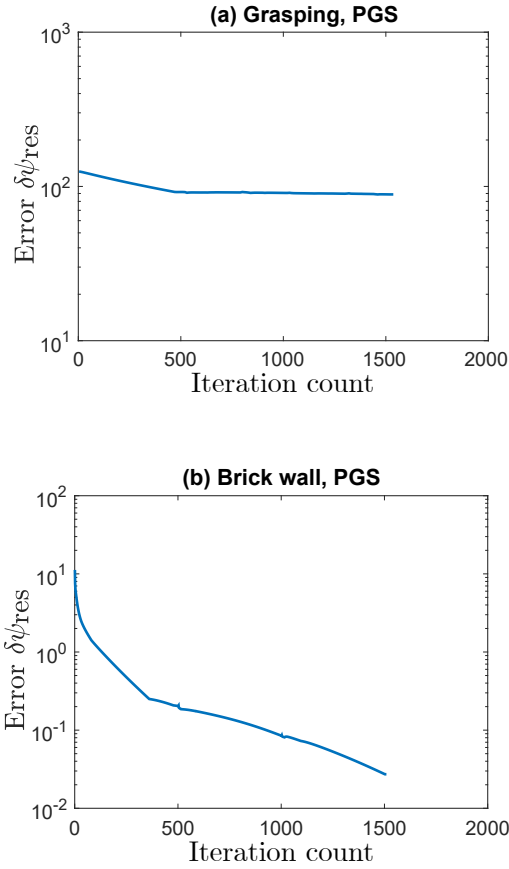 (a) Grasping, PGS
10^3
10^2
10^1
Error δψres
0 500 1000 1500 2000
Iteration count
(b) Brick wall, PGS
10^2
10^1
10^0
10^-1
10^-2
Error δψres
0 500 1000 1500 2000
Iteration count